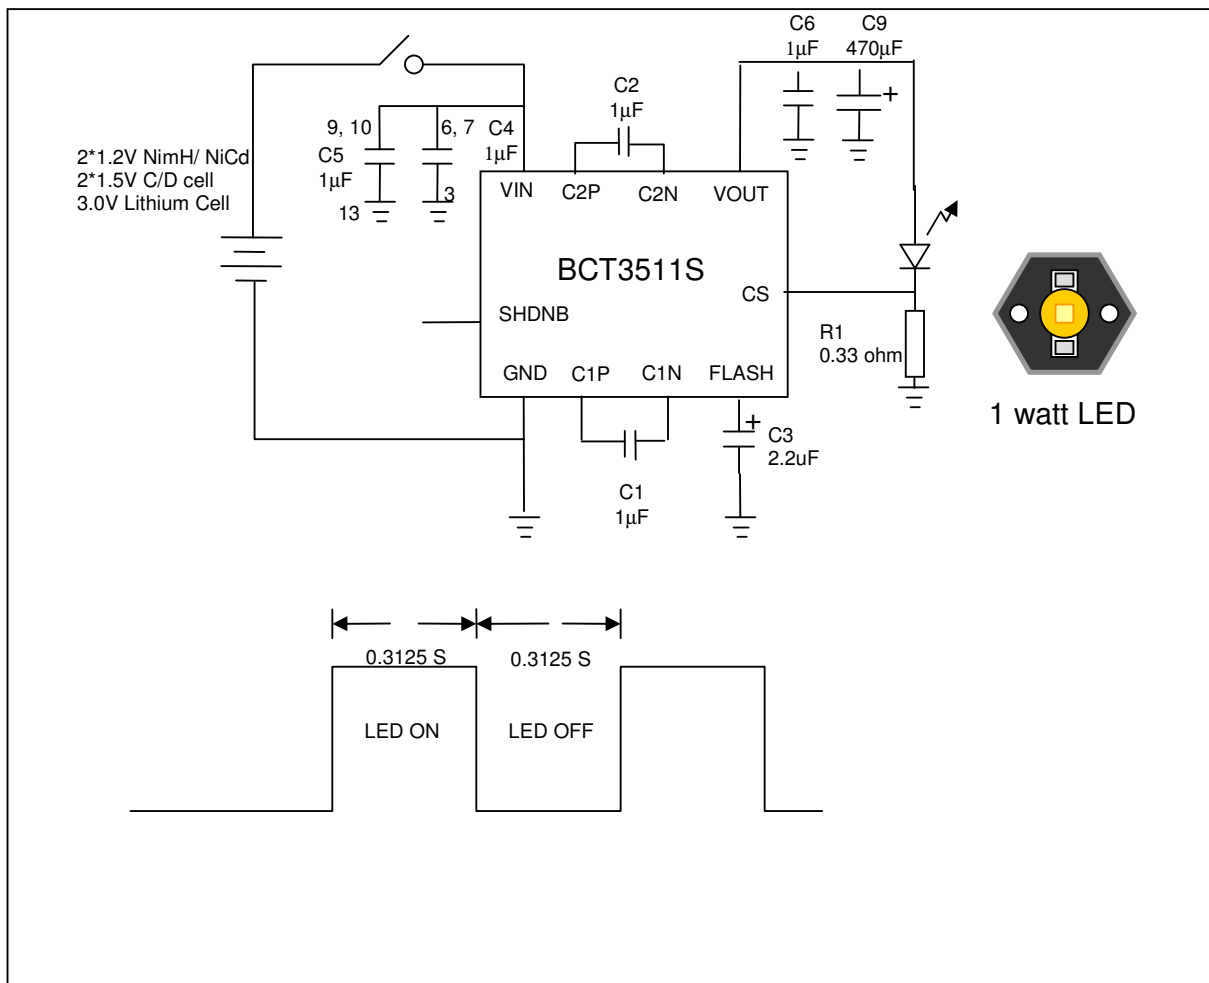 C6
1μF
C9
470μF
C2
1μF
9, 10
6, 7
C4
1μF
C5
1μF
13
3
2*1.2V NimH/ NiCd
2*1.5V C/D cell
3.0V Lithium Cell
VIN
C2P
C2N
VOUT
+
BCT3511S
CS
SHDNB
R1
0.33 ohm
GND
C1P
C1N
FLASH
1 watt LED
+
C3
2.2uF
C1
1μF
0.3125 S
0.3125 S
LED ON
LED OFF